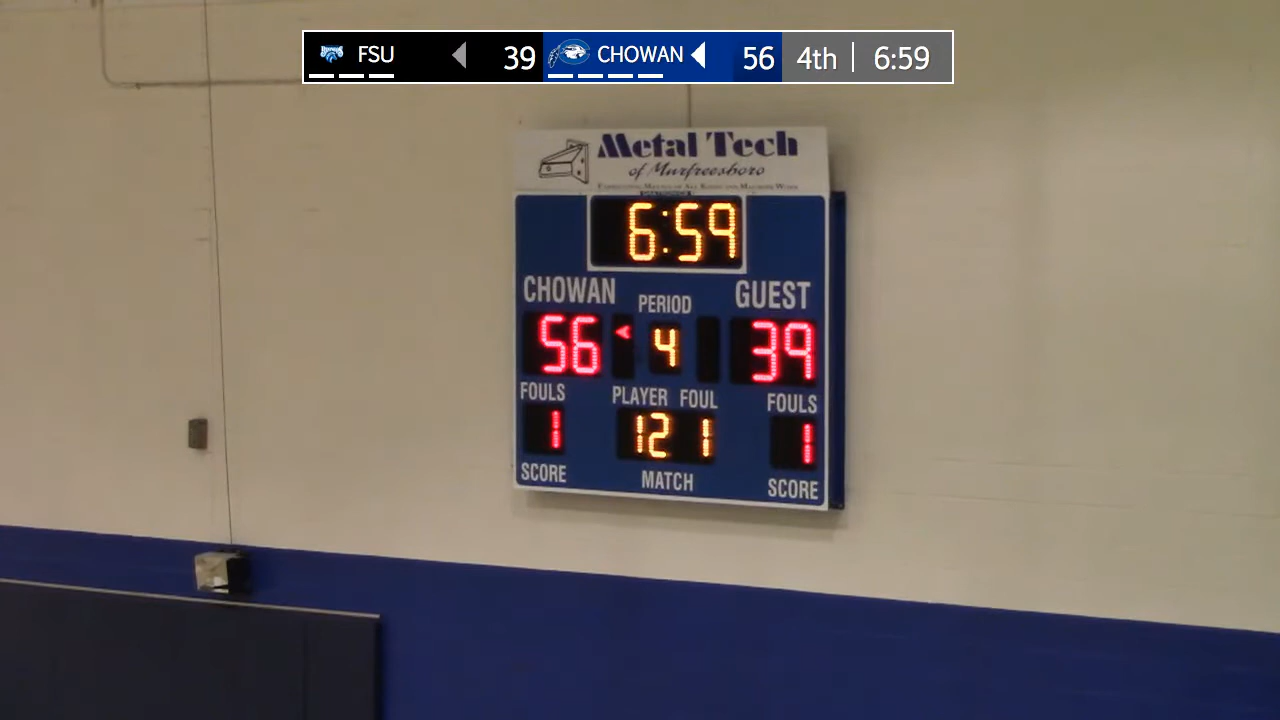 FSU 39 CHOWAN 56 4th 6:59
Metal Tech
of Murfreesboro
6:59
CHOWAN GUEST
PERIOD
56 4 39
FOULS PLAYER FOUL FOULS
1 12 1 1
SCORE MATCH SCORE